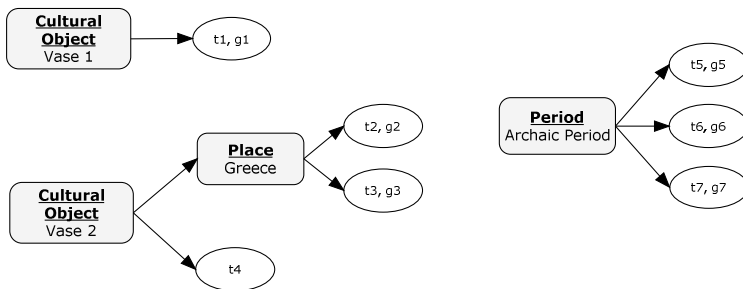 Cultural
Object
Vase 1
t1, g1
Cultural
Object
Vase 2
Place
Greece
t2, g2
t3, g3
t4
Period
Archaic Period
t5, g5
t6, g6
t7, g7